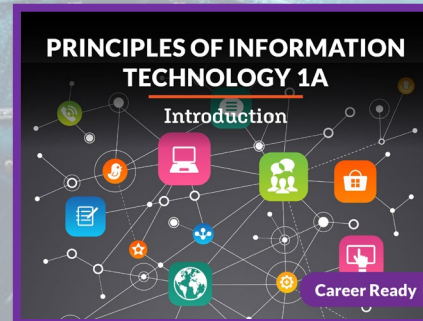 PRINCIPLES OF INFORMATION
TECHNOLOGY 1A
Introduction
Career Ready